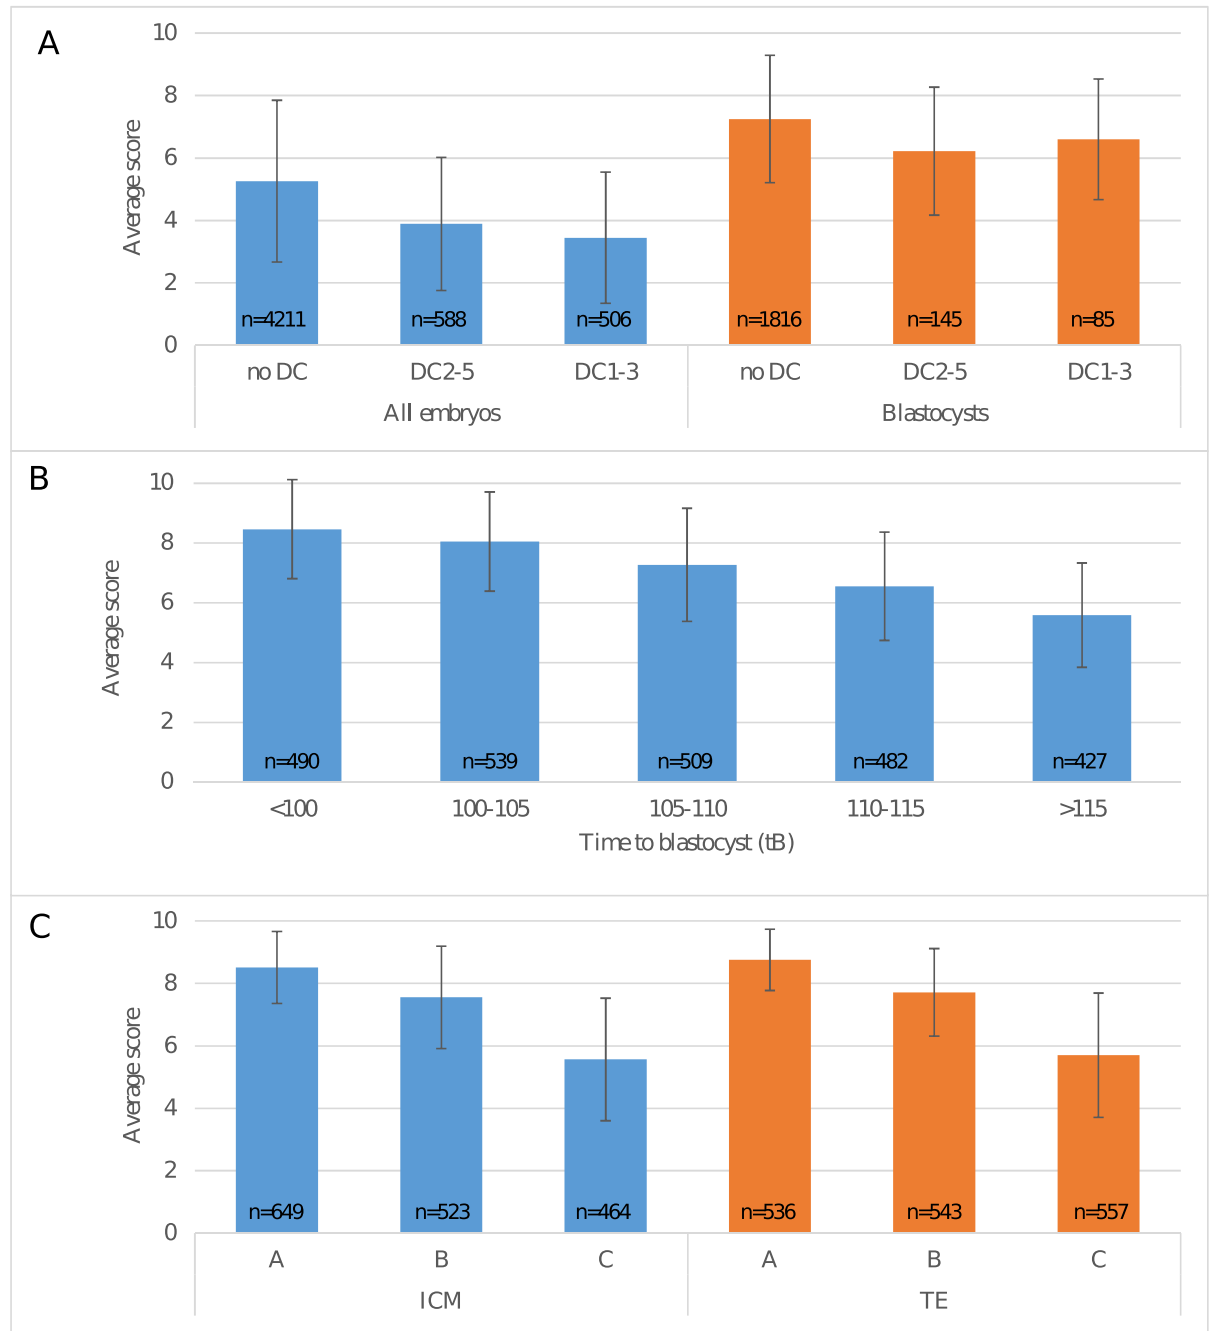 A
10
8
6
4
2
0
Average score
n=4211 n=588 n=506 n=1816 n=145 n=85
no DC DC2-5 DC1-3 no DC DC2-5 DC1-3
All embryos Blastocysts
B
10
8
6
4
2
0
Average score
n=490 n=539 n=509 n=482 n=427
<100 100-105 105-110 110-115 >115
Time to blastocyst (tB)
C
10
8
6
4
2
0
Average score
n=649 n=523 n=464 n=536 n=543 n=557
A B C A B C
ICM TE